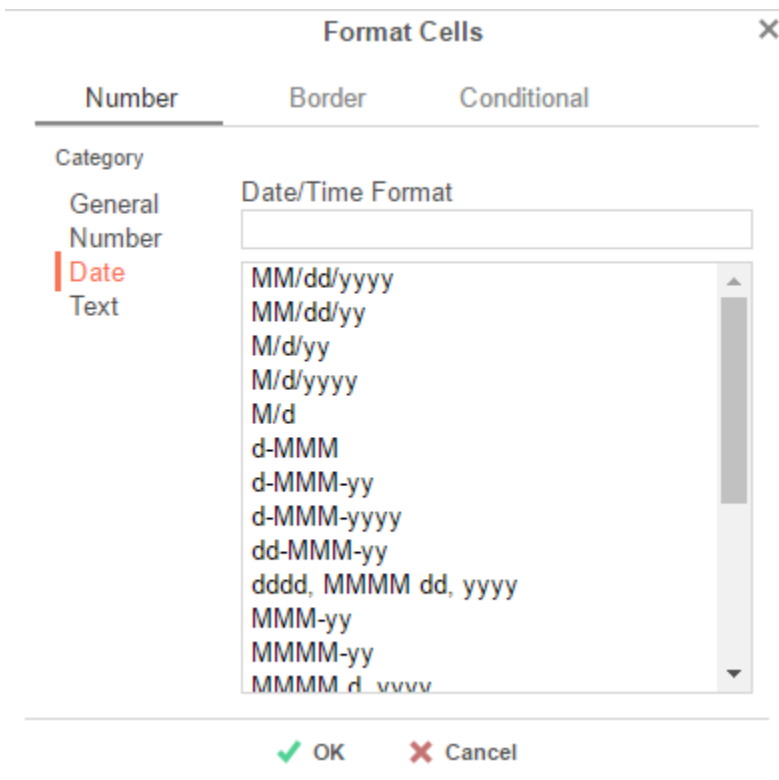 Format Cells
Number Border Conditional
Category
General
Number
Date
Text
Date/Time Format
MM/dd/yyyy
MM/dd/yy
M/d/yy
M/d/yyyy
M/d
d-MMM
d-MMM-yy
d-MMM-yyyy
dd-MMM-yy
dddd, MMMM dd, yyyy
MMM-yy
MMMM-yy
MMMM d, yyyy
OK Cancel